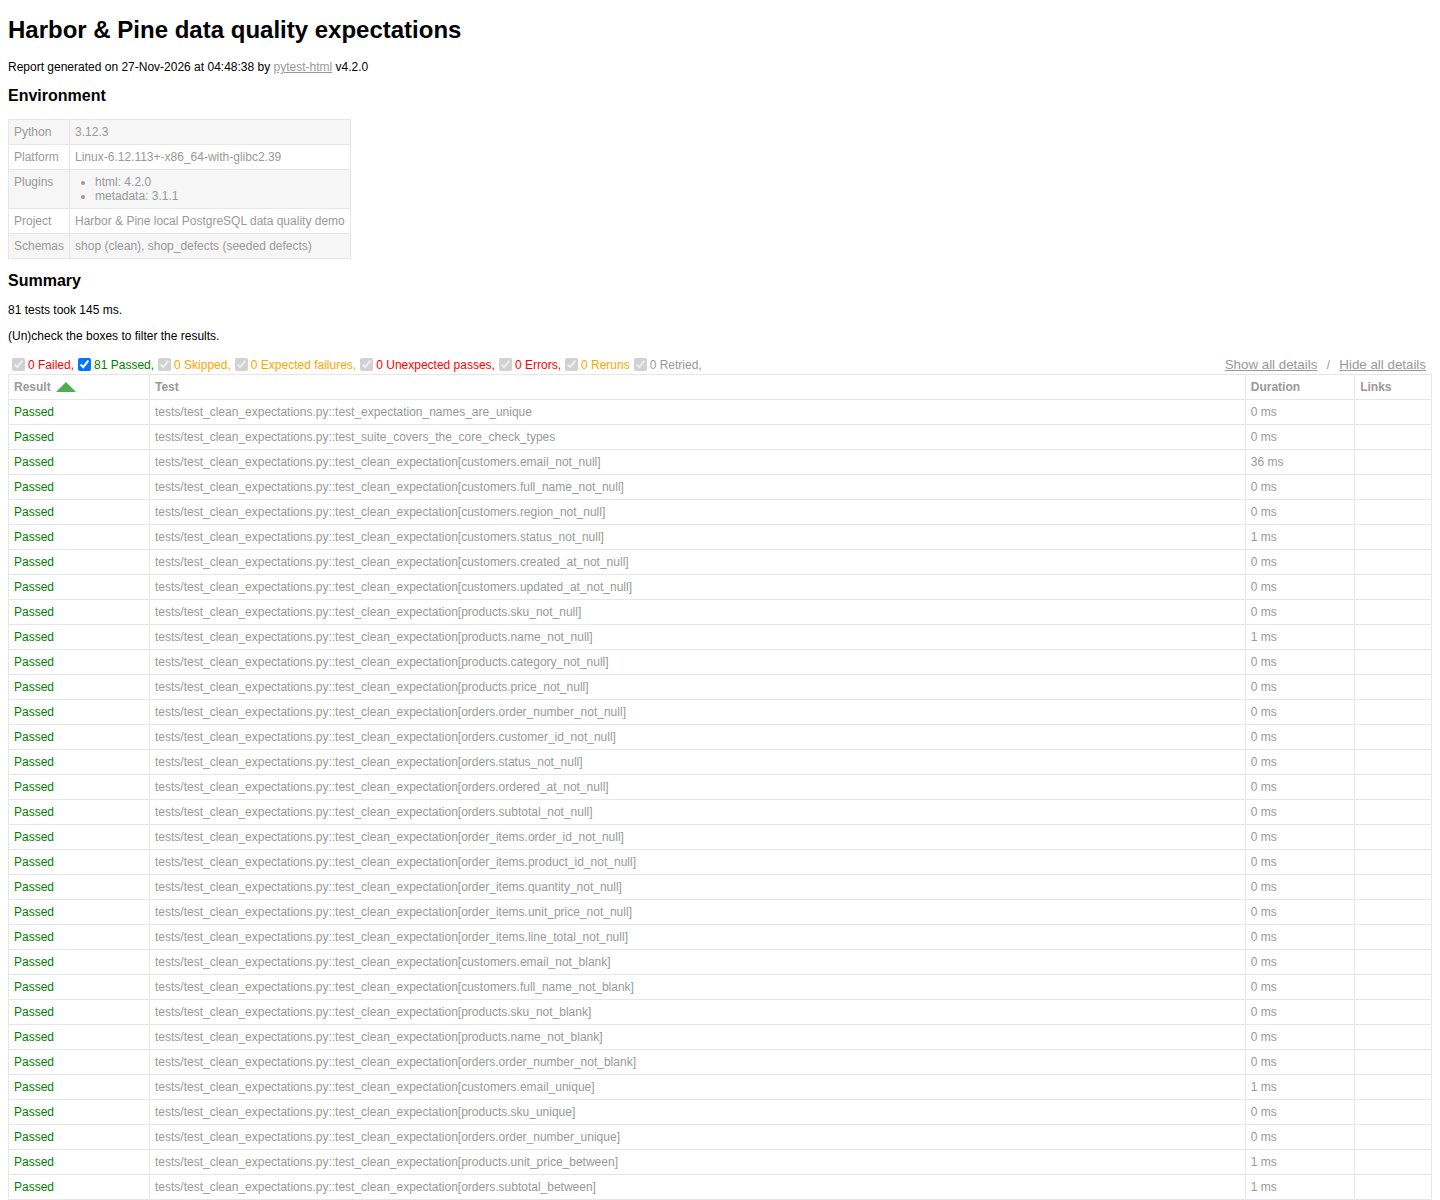 Harbor & Pine data quality expectations
Report generated on 27-Nov-2026 at 04:48:38 by pytest-html v4.2.0
Environment
Python 3.12.3
Platform Linux-6.12.113+-x86_64-with-glibc2.39
Plugins
• html: 4.2.0
• metadata: 3.1.1
Project Harbor & Pine local PostgreSQL data quality demo
Schemas shop (clean), shop_defects (seeded defects)
Summary
81 tests took 145 ms.
(Un)check the boxes to filter the results.
0 Failed, 81 Passed, 0 Skipped, 0 Expected failures, 0 Unexpected passes, 0 Errors, 0 Reruns 0 Retried, Show all details / Hide all details
Result Test Duration Links
Passed tests/test_clean_expectations.py::test_expectation_names_are_unique 0 ms
Passed tests/test_clean_expectations.py::test_suite_covers_the_core_check_types 0 ms
Passed tests/test_clean_expectations.py::test_clean_expectation[customers.email_not_null] 36 ms
Passed tests/test_clean_expectations.py::test_clean_expectation[customers.full_name_not_null] 0 ms
Passed tests/test_clean_expectations.py::test_clean_expectation[customers.region_not_null] 0 ms
Passed tests/test_clean_expectations.py::test_clean_expectation[customers.status_not_null] 1 ms
Passed tests/test_clean_expectations.py::test_clean_expectation[customers.created_at_not_null] 0 ms
Passed tests/test_clean_expectations.py::test_clean_expectation[customers.updated_at_not_null] 0 ms
Passed tests/test_clean_expectations.py::test_clean_expectation[products.sku_not_null] 0 ms
Passed tests/test_clean_expectations.py::test_clean_expectation[products.name_not_null] 1 ms
Passed tests/test_clean_expectations.py::test_clean_expectation[products.category_not_null] 0 ms
Passed tests/test_clean_expectations.py::test_clean_expectation[products.price_not_null] 0 ms
Passed tests/test_clean_expectations.py::test_clean_expectation[orders.order_number_not_null] 0 ms
Passed tests/test_clean_expectations.py::test_clean_expectation[orders.customer_id_not_null] 0 ms
Passed tests/test_clean_expectations.py::test_clean_expectation[orders.status_not_null] 0 ms
Passed tests/test_clean_expectations.py::test_clean_expectation[orders.ordered_at_not_null] 0 ms
Passed tests/test_clean_expectations.py::test_clean_expectation[orders.subtotal_not_null] 0 ms
Passed tests/test_clean_expectations.py::test_clean_expectation[order_items.order_id_not_null] 0 ms
Passed tests/test_clean_expectations.py::test_clean_expectation[order_items.product_id_not_null] 0 ms
Passed tests/test_clean_expectations.py::test_clean_expectation[order_items.quantity_not_null] 0 ms
Passed tests/test_clean_expectations.py::test_clean_expectation[order_items.unit_price_not_null] 0 ms
Passed tests/test_clean_expectations.py::test_clean_expectation[order_items.line_total_not_null] 0 ms
Passed tests/test_clean_expectations.py::test_clean_expectation[customers.email_not_blank] 0 ms
Passed tests/test_clean_expectations.py::test_clean_expectation[customers.full_name_not_blank] 0 ms
Passed tests/test_clean_expectations.py::test_clean_expectation[products.sku_not_blank] 0 ms
Passed tests/test_clean_expectations.py::test_clean_expectation[products.name_not_blank] 0 ms
Passed tests/test_clean_expectations.py::test_clean_expectation[orders.order_number_not_blank] 0 ms
Passed tests/test_clean_expectations.py::test_clean_expectation[customers.email_unique] 1 ms
Passed tests/test_clean_expectations.py::test_clean_expectation[products.sku_unique] 0 ms
Passed tests/test_clean_expectations.py::test_clean_expectation[orders.order_number_unique] 0 ms
Passed tests/test_clean_expectations.py::test_clean_expectation[products.unit_price_between] 1 ms
Passed tests/test_clean_expectations.py::test_clean_expectation[orders.subtotal_between] 1 ms